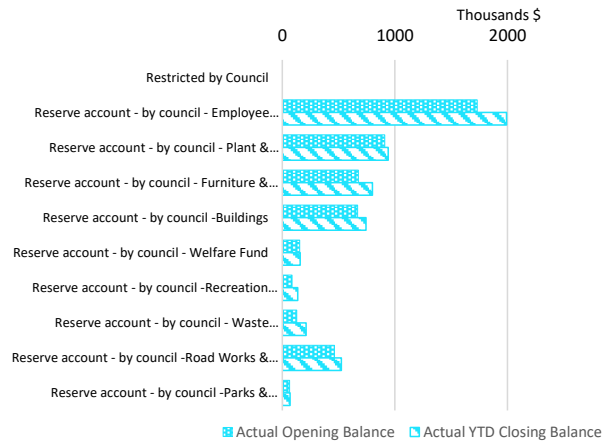 Thousands $
0 1000 2000
Restricted by Council
Reserve account - by council - Employee...
Reserve account - by council - Plant &...
Reserve account - by council - Furniture &...
Reserve account - by council -Buildings
Reserve account - by council - Welfare Fund
Reserve account - by council -Recreation...
Reserve account - by council - Waste...
Reserve account - by council -Road Works &...
Reserve account - by council -Parks &...
Actual Opening Balance Actual YTD Closing Balance